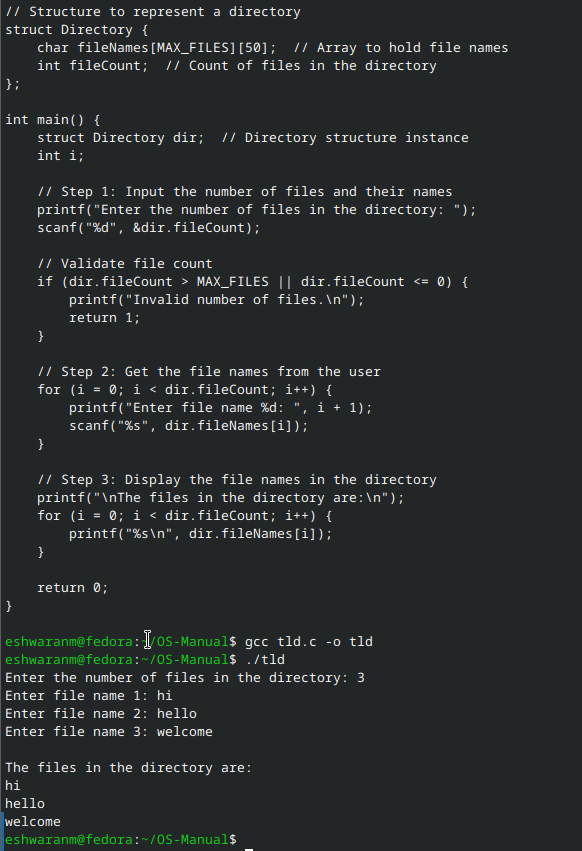 // Structure to represent a directory
struct Directory {
    char fileNames[MAX_FILES][50];  // Array to hold file names
    int fileCount;  // Count of files in the directory
};

int main() {
    struct Directory dir;  // Directory structure instance
    int i;

    // Step 1: Input the number of files and their names
    printf("Enter the number of files in the directory: ");
    scanf("%d", &dir.fileCount);

    // Validate file count
    if (dir.fileCount > MAX_FILES || dir.fileCount <= 0) {
        printf("Invalid number of files.\n");
        return 1;
    }

    // Step 2: Get the file names from the user
    for (i = 0; i < dir.fileCount; i++) {
        printf("Enter file name %d: ", i + 1);
        scanf("%s", dir.fileNames[i]);
    }

    // Step 3: Display the file names in the directory
    printf("\nThe files in the directory are:\n");
    for (i = 0; i < dir.fileCount; i++) {
        printf("%s\n", dir.fileNames[i]);
    }

    return 0;
}

eshwaranm@fedora:~/OS-Manual$ gcc tld.c -o tld
eshwaranm@fedora:~/OS-Manual$ ./tld
Enter the number of files in the directory: 3
Enter file name 1: hi
Enter file name 2: hello
Enter file name 3: welcome

The files in the directory are:
hi
hello
welcome
eshwaranm@fedora:~/OS-Manual$